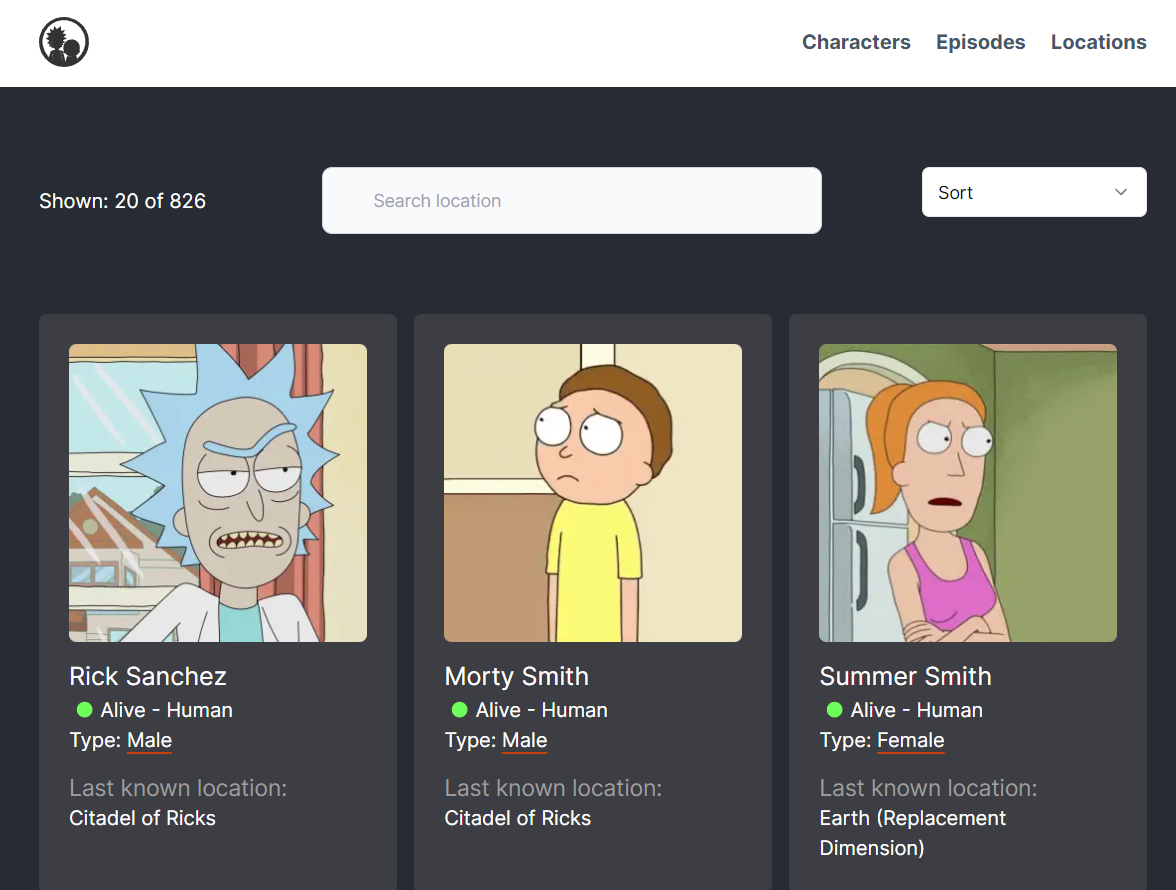 Characters Episodes Locations
Shown: 20 of 826
Search location
Sort
Rick Sanchez
Alive - Human
Type: Male
Last known location:
Citadel of Ricks
Morty Smith
Alive - Human
Type: Male
Last known location:
Citadel of Ricks
Summer Smith
Alive - Human
Type: Female
Last known location:
Earth (Replacement
Dimension)